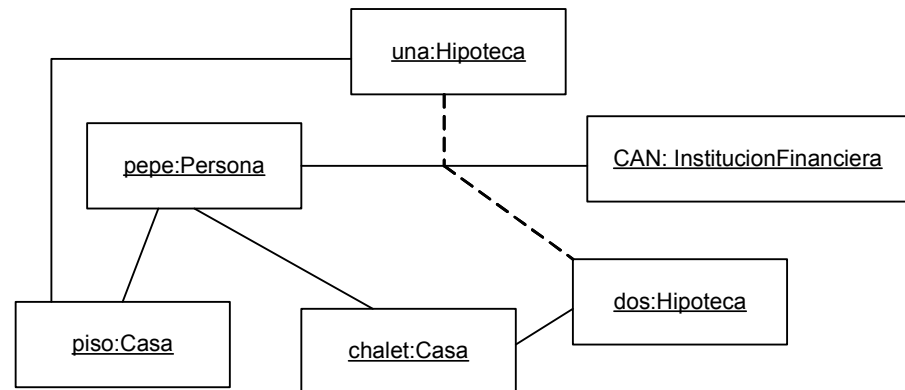 una:Hipoteca
pepe:Persona
CAN: InstitucionFinanciera
dos:Hipoteca
piso:Casa
chalet:Casa